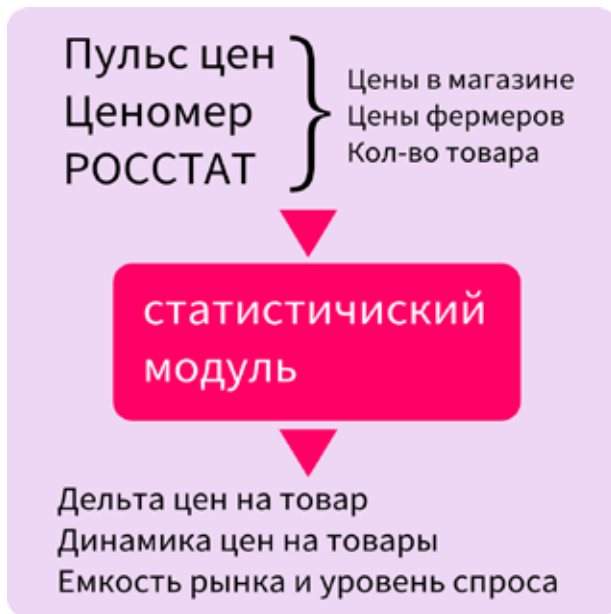 Пульс цен
Ценомер
РОССТАТ
Цены в магазине
Цены фермеров
Кол-во товара
статистичиский
модуль
Дельта цен на товар
Динамика цен на товары
Емкость рынка и уровень спроса